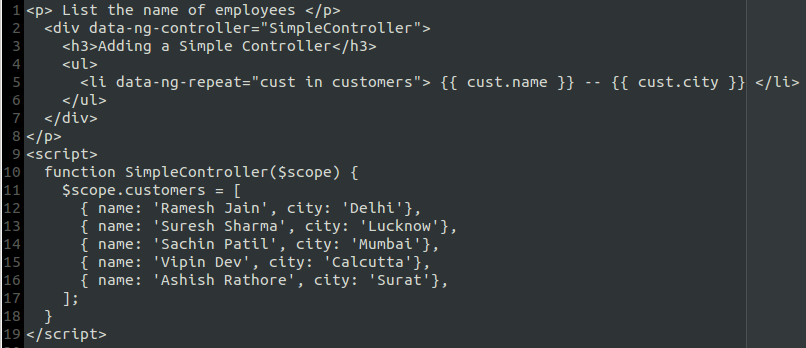 1 <p> List the name of employees </p>
2   <div data-ng-controller="SimpleController">
3     <h3>Adding a Simple Controller</h3>
4     <ul>
5       <li data-ng-repeat="cust in customers"> {{ cust.name }} -- {{ cust.city }} </li>
6     </ul>
7   </div>
8 </p>
9 <script>
10   function SimpleController($scope) {
11     $scope.customers = [
12       { name: 'Ramesh Jain', city: 'Delhi'},
13       { name: 'Suresh Sharma', city: 'Lucknow'},
14       { name: 'Sachin Patil', city: 'Mumbai'},
15       { name: 'Vipin Dev', city: 'Calcutta'},
16       { name: 'Ashish Rathore', city: 'Surat'},
17     ];
18   }
19 </script>